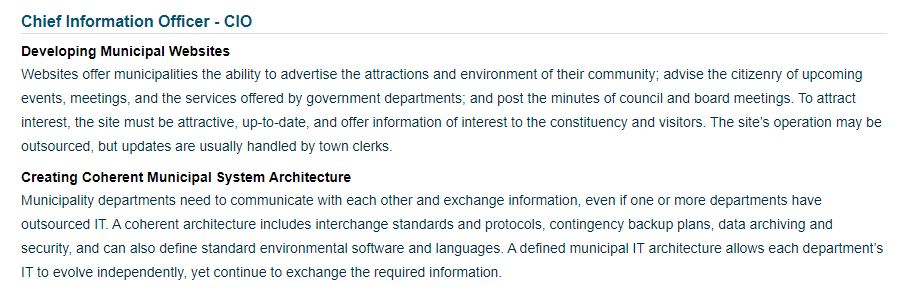 Chief Information Officer - CIO
Developing Municipal Websites
Websites offer municipalities the ability to advertise the attractions and environment of their community; advise the citizenry of upcoming
events, meetings, and the services offered by government departments; and post the minutes of council and board meetings. To attract
interest, the site must be attractive, up-to-date, and offer information of interest to the constituency and visitors. The site's operation may be
outsourced, but updates are usually handled by town clerks.
Creating Coherent Municipal System Architecture
Municipality departments need to communicate with each other and exchange information, even if one or more departments have
outsourced IT. A coherent architecture includes interchange standards and protocols, contingency backup plans, data archiving and
security, and can also define standard environmental software and languages. A defined municipal IT architecture allows each department's
IT to evolve independently, yet continue to exchange the required information.